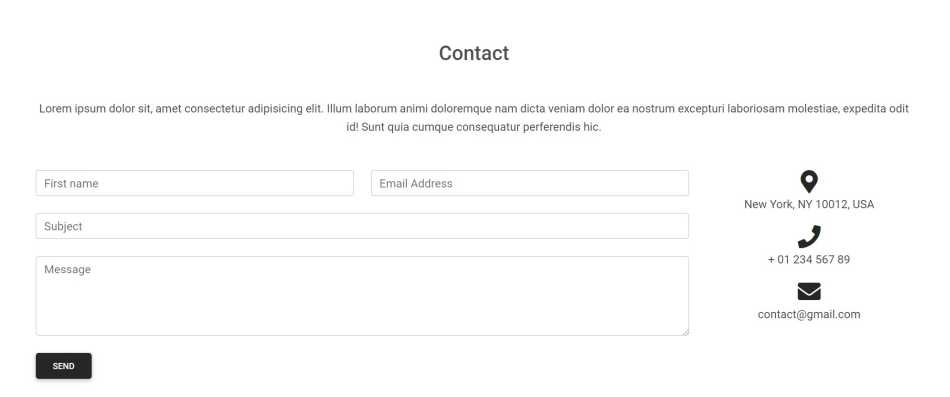 Contact
Lorem ipsum dolor sit, amet consectetur adipisicing elit. Illum laborum animi doloremque nam dicta veniam dolor ea nostrum excepturi laboriosam molestiae, expedita odit
id! Sunt quia cumque consequatur perferendis hic.
First name
Email Address
Subject
Message
SEND
New York, NY 10012, USA
+ 01 234 567 89
contact@gmail.com